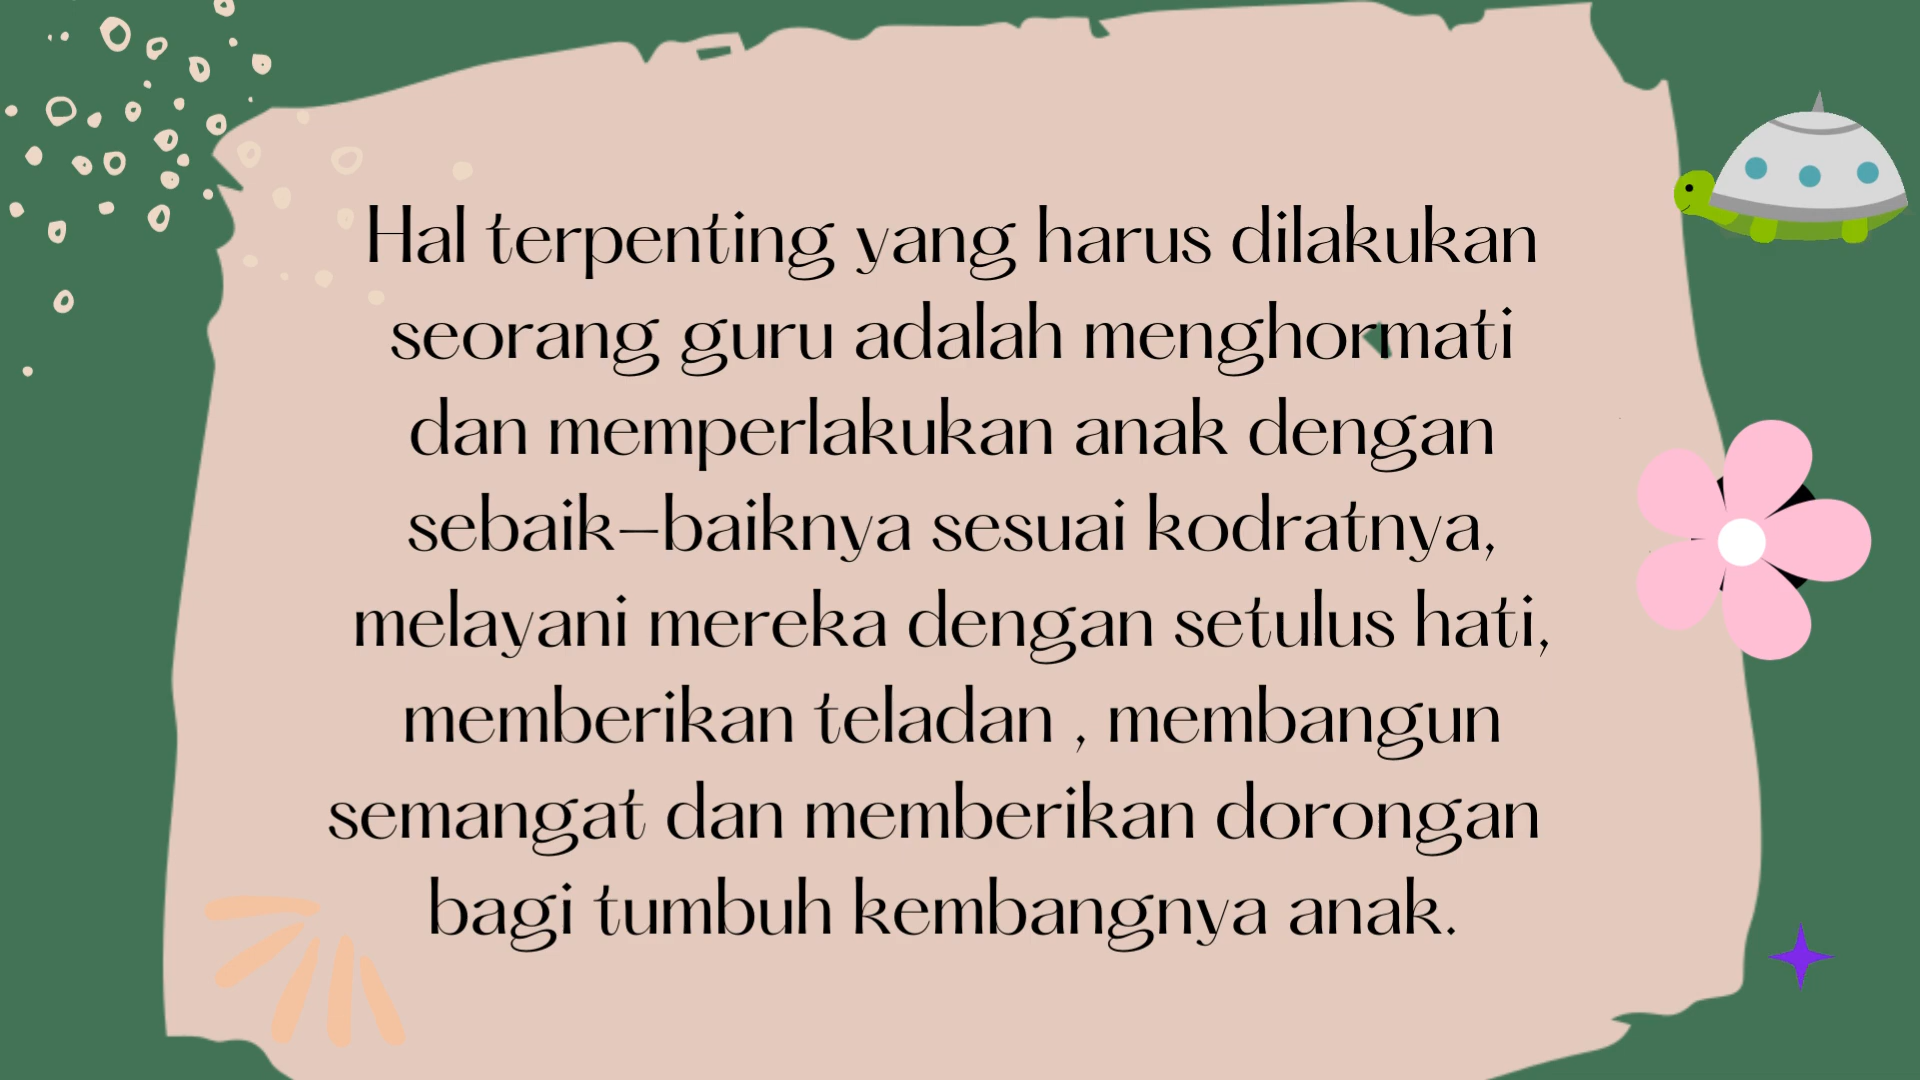 Hal terpenting yang harus dilakukan
seorang guru adalah menghormati
dan memperlakukan anak dengan
sebaik-baiknya sesuai kodratnya,
melayani mereka dengan setulus hati,
memberikan teladan , membangun
semangat dan memberikan dorongan
bagi tumbuh kembangnya anak.